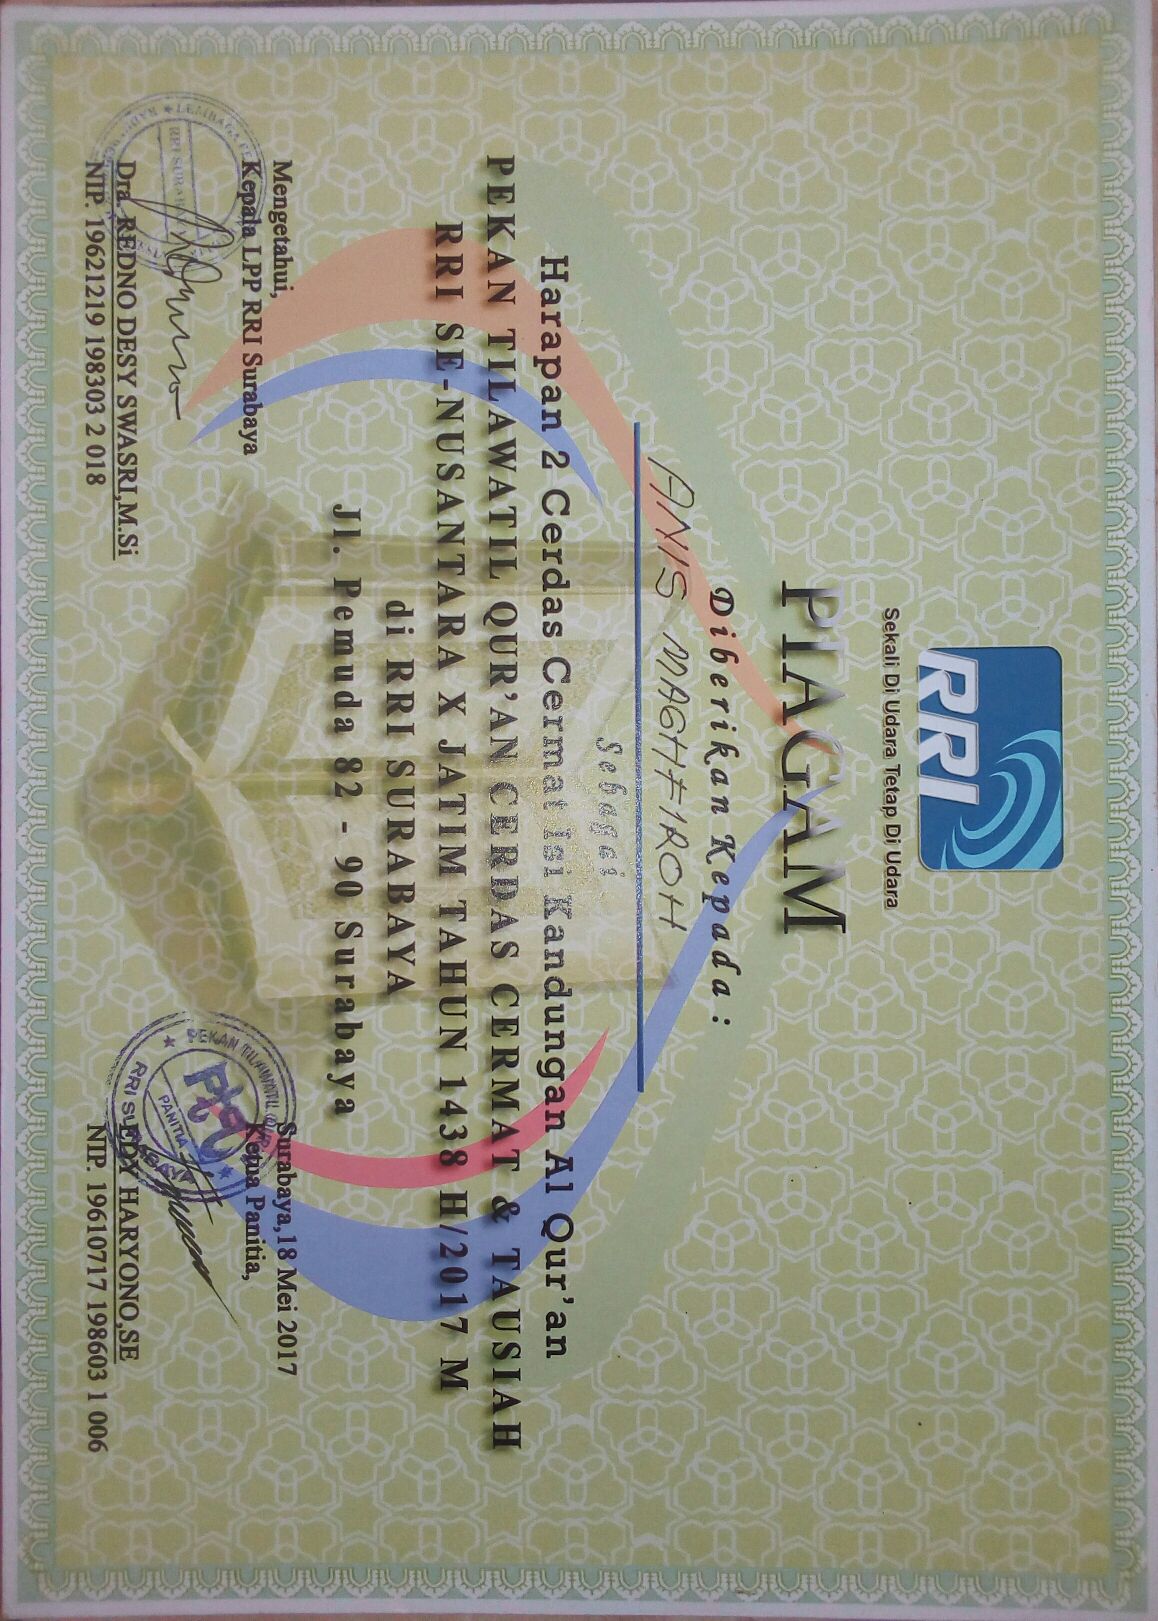 RRI
Sekali Di Udara Tetap Di Udara
PIAGAM
Diberikan Kepada :
ANIS MAGHFIROH
Sebagai
Harapan 2 Cerdas Cermat Isi Kandungan Al Qur'an
PEKAN TILAWATIL QUR'AN CERDAS CERMAT & TAUSIAH
RRI SE-NUSANTARA X JATIM TAHUN 1438 H/2017 M
di RRI SURABAYA
Jl. Pemuda 82 - 90 Surabaya
Mengetahui,
Kepala LPP RRI Surabaya
RRI SURABAYA
Dra. REDNO DESY SWASRI,M.Si
NIP. 19621219 198303 2 018
Surabaya,18 Mei 2017
Ketua Panitia,
PEKAN TILAWATIL
PANITIA
RRI SURABAYA
EDY HARYONO,SE
NIP. 19610717 198603 1 006